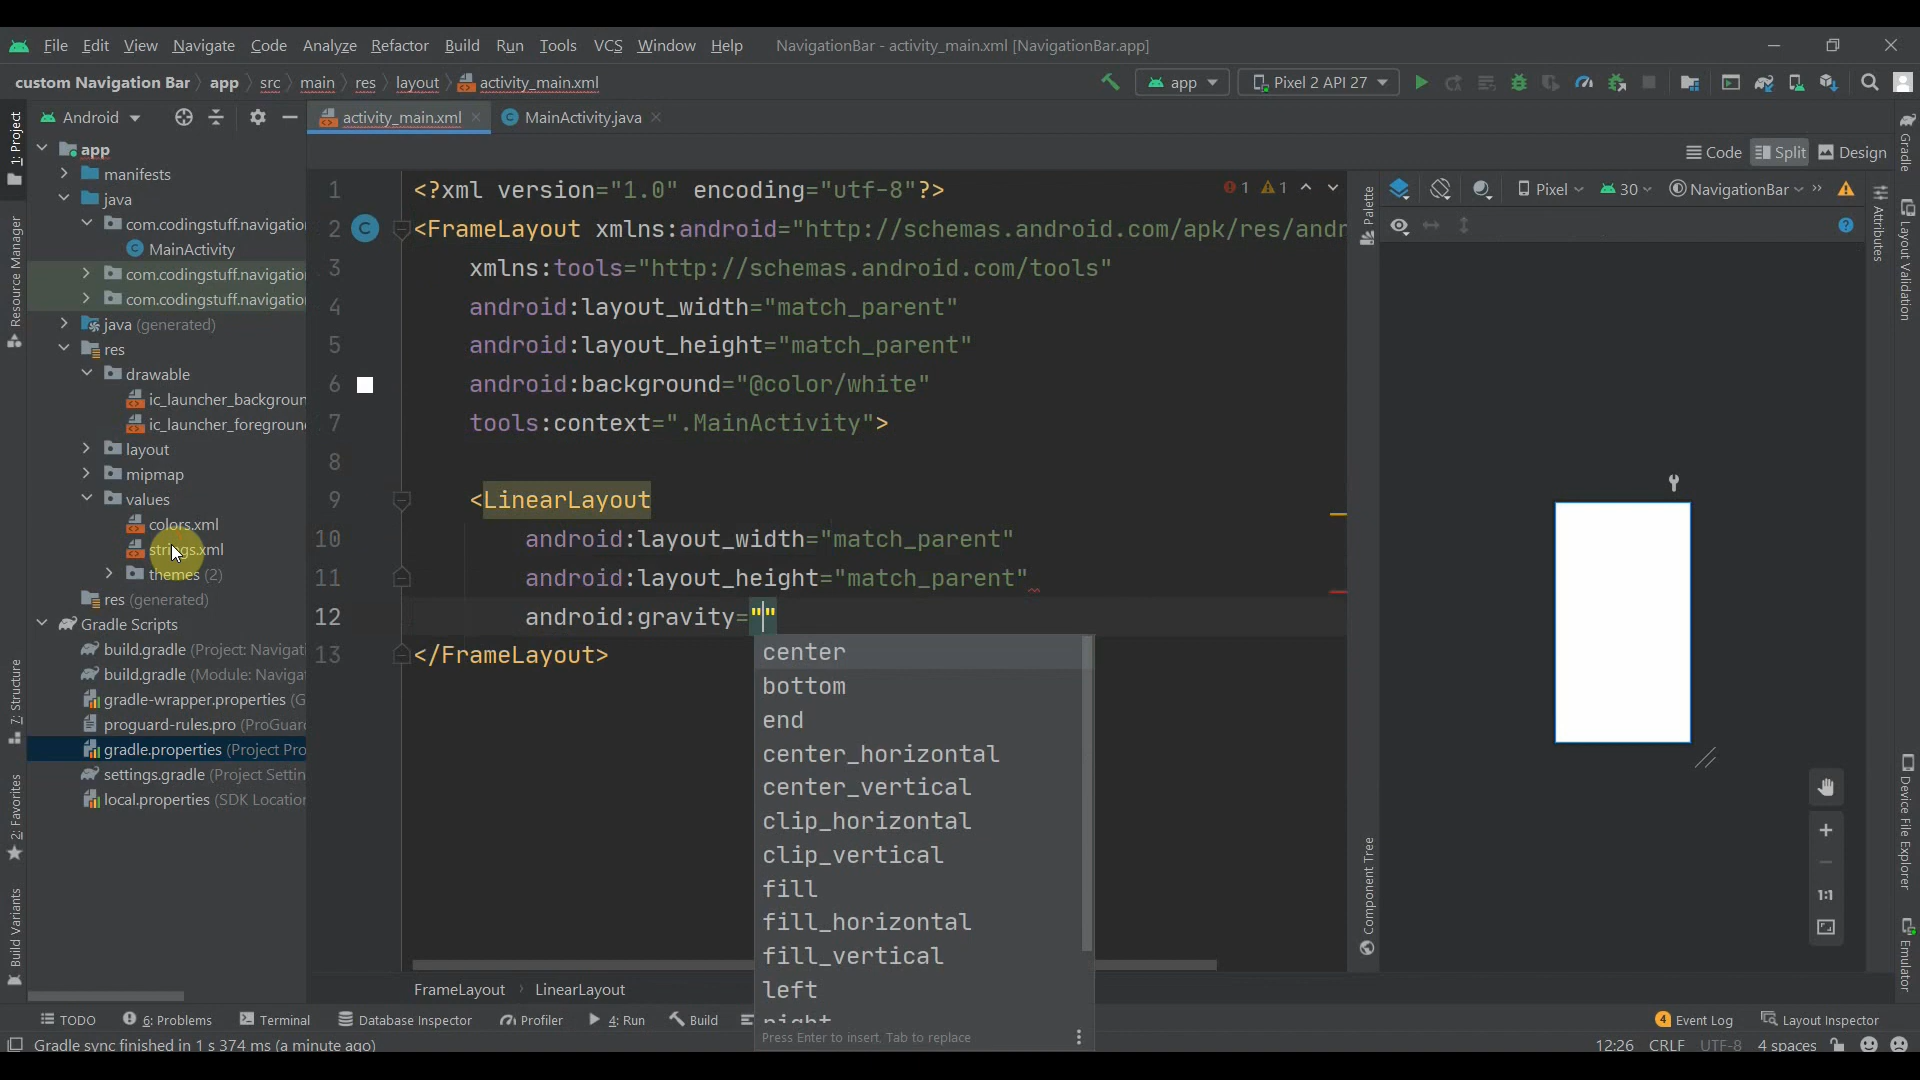 File Edit View Navigate Code Analyze Refactor Build Run Tools VCS Window Help NavigationBar - activity_main.xml [NavigationBar.app]
custom Navigation Bar app src main res layout activity_main.xml app Pixel 2 API 27
Android activity_main.xml MainActivity.java
Code Split Design
Pixel 30 NavigationBar »
1: Project
Resource Manager
7: Structure
2: Favorites
Build Variants
app
manifests
java
com.codingstuff.navigation
MainActivity
com.codingstuff.navigation
com.codingstuff.navigation
java (generated)
res
drawable
ic_launcher_backgroun
ic_launcher_foreground
layout
mipmap
values
colors.xml
strings.xml
themes (2)
res (generated)
Gradle Scripts
build.gradle (Project: Navigat
build.gradle (Module: Naviga
gradle-wrapper.properties (G
proguard-rules.pro (ProGuar
gradle.properties (Project Pro
settings.gradle (Project Settin
local.properties (SDK Location
1 <?xml version="1.0" encoding="utf-8"?> 1 1
2 C <FrameLayout xmlns:android="http://schemas.android.com/apk/res/andr
3 xmlns:tools="http://schemas.android.com/tools"
4 android:layout_width="match_parent"
5 android:layout_height="match_parent"
6 android:background="@color/white"
7 tools:context=".MainActivity">
8
9 <LinearLayout
10 android:layout_width="match_parent"
11 android:layout_height="match_parent"
12 android:gravity=""
13 </FrameLayout>
center
bottom
end
center_horizontal
center_vertical
clip_horizontal
clip_vertical
fill
fill_horizontal
fill_vertical
left
right
Press Enter to insert, Tab to replace
FrameLayout LinearLayout
Palette
Component Tree
1:1
Attributes
Gradle
Layout Validation
Device File Explorer
Emulator
TODO 6: Problems Terminal Database Inspector Profiler 4: Run Build 4 Event Log Layout Inspector
Gradle sync finished in 1 s 374 ms (a minute ago) 12:26 CRLF UTF-8 4 spaces